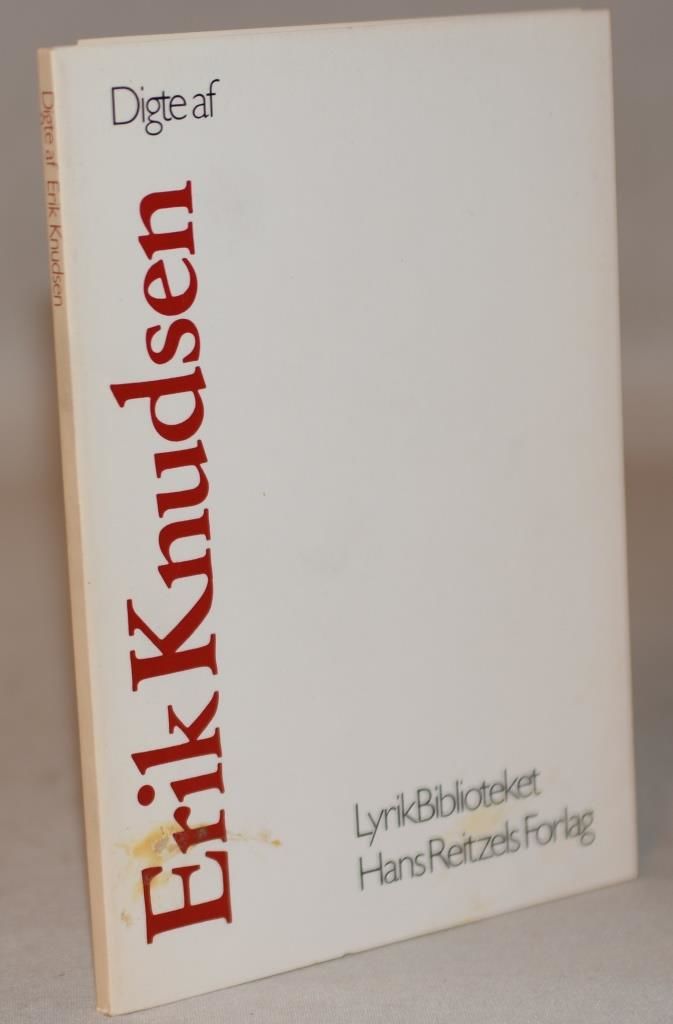 Digte af
Erik Knudsen
LyrikBiblioteket
Hans Reitzels Forlag
Digte af Erik Knudsen